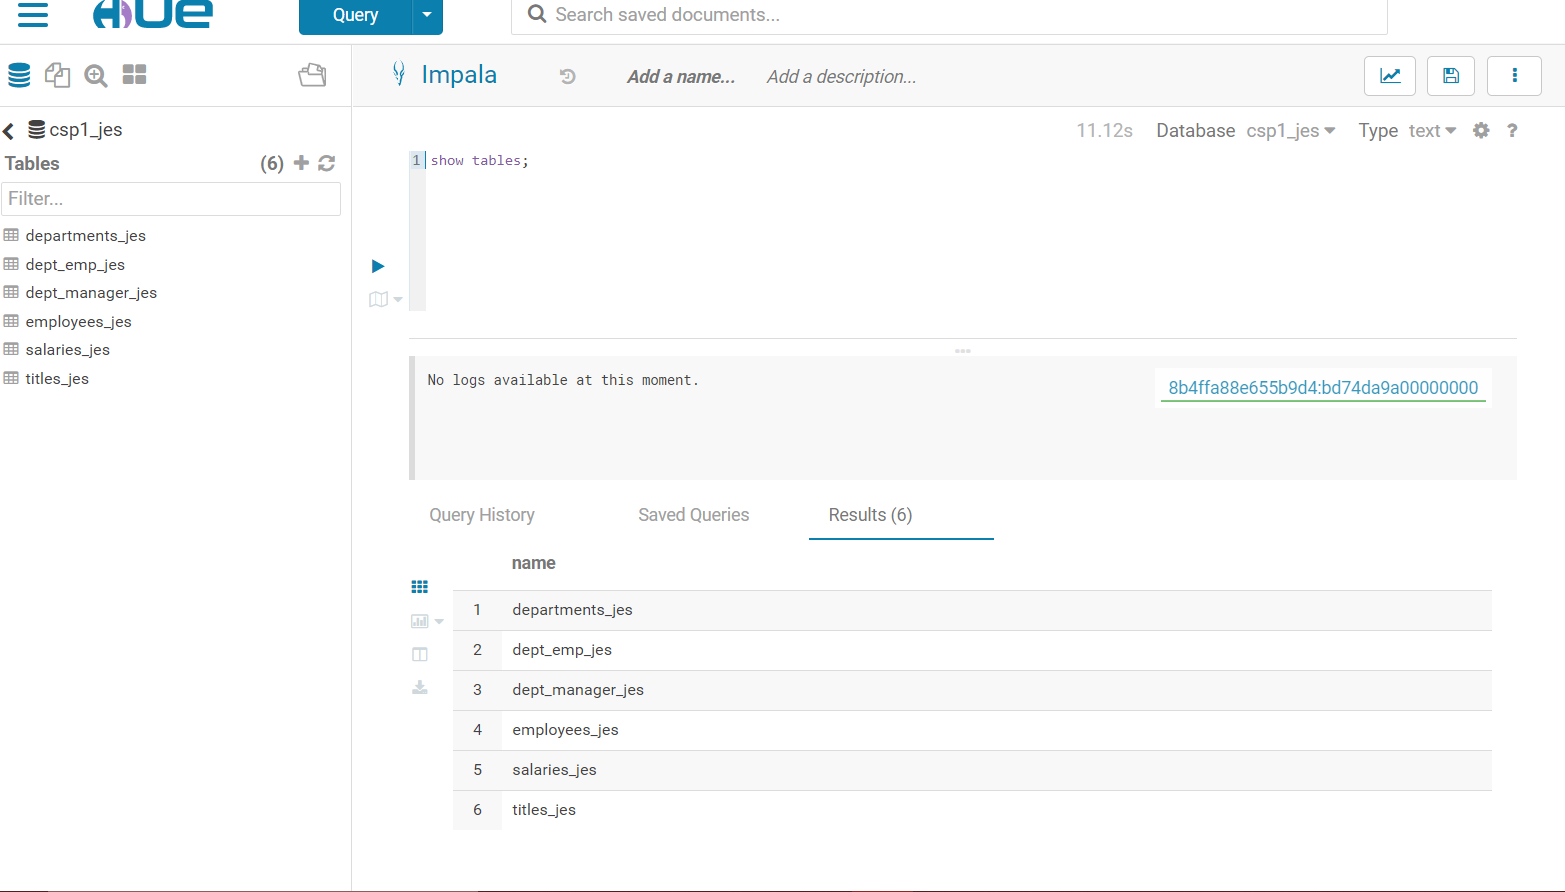 HUE
Query
Search saved documents...
Impala
Add a name...
Add a description...
csp1_jes
Tables
(6)
Filter...
departments_jes
dept_emp_jes
dept_manager_jes
employees_jes
salaries_jes
titles_jes
11.12s
Database csp1_jes
Type text
?
1 show tables;
No logs available at this moment.
8b4ffa88e655b9d4:bd74da9a00000000
Query History
Saved Queries
Results (6)
name
1 departments_jes
2 dept_emp_jes
3 dept_manager_jes
4 employees_jes
5 salaries_jes
6 titles_jes